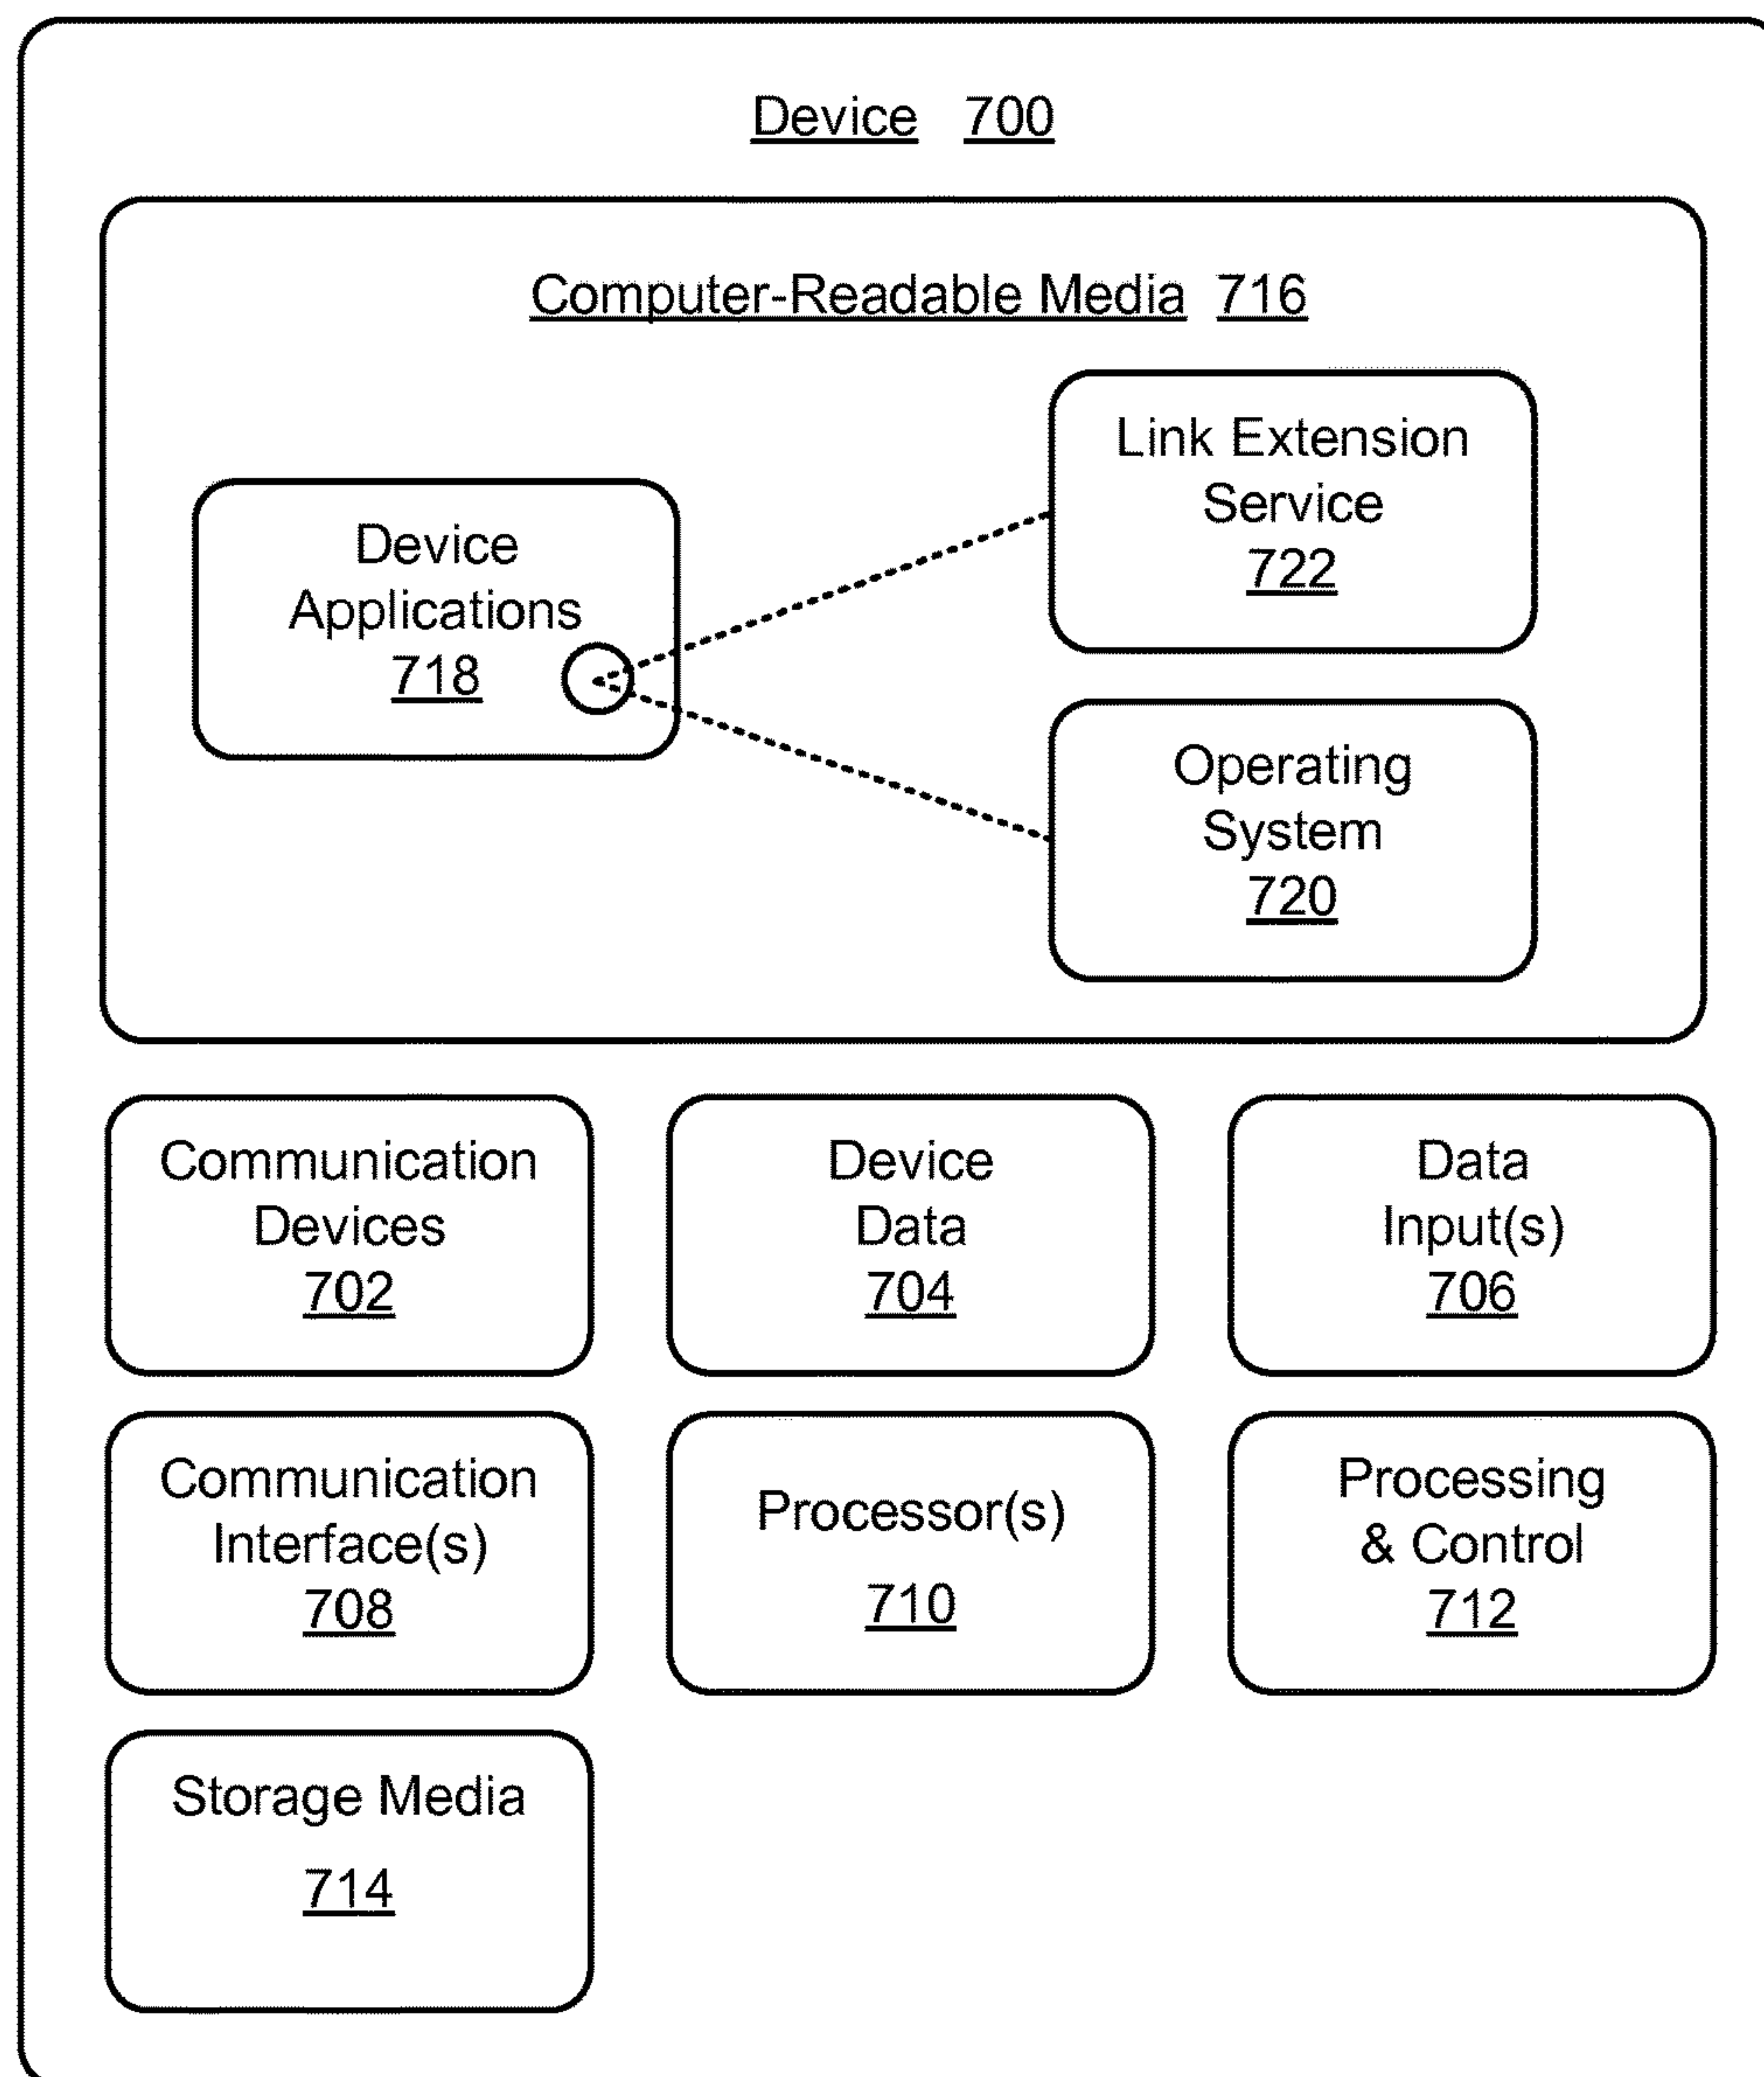 Device 700
Computer-Readable Media 716
Link Extension
Service
722
Device
Applications
718
Operating
System
720
Communication
Devices
702
Device
Data
704
Data
Input(s)
706
Communication
Interface(s)
708
Processor(s)
710
Processing
& Control
712
Storage Media
714